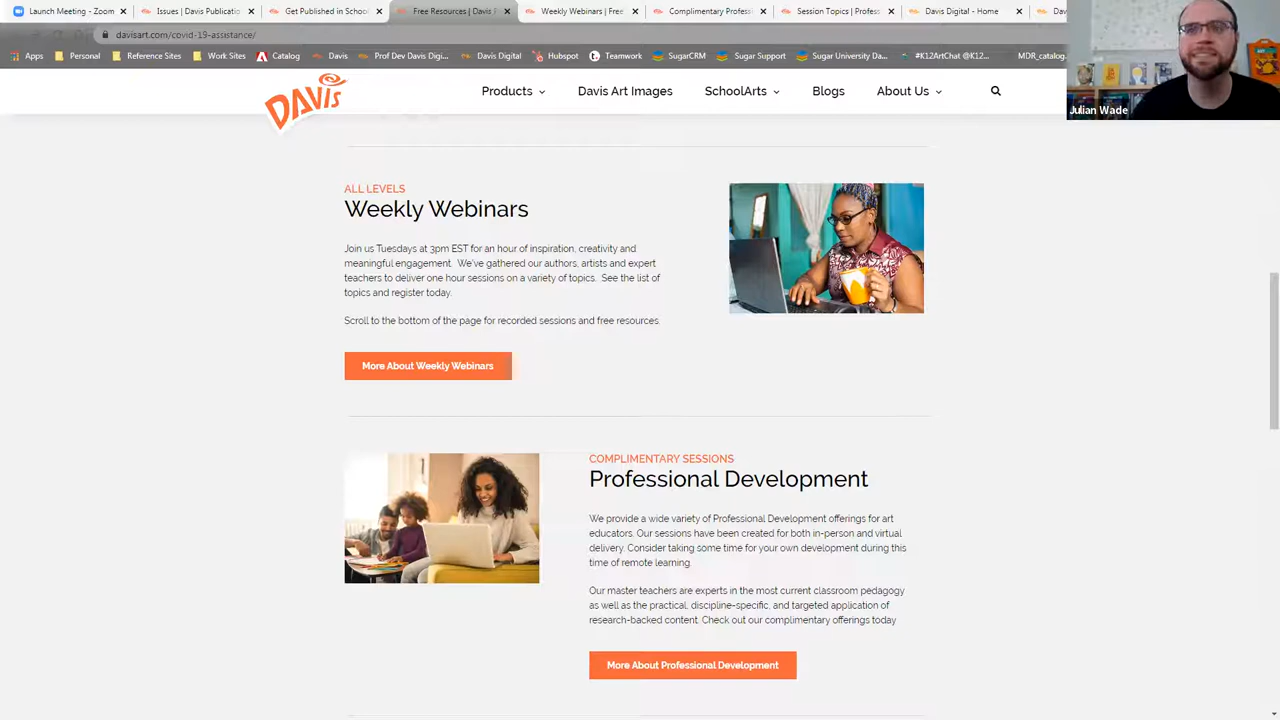 Launch Meeting - Zoom
Issues | Davis Publicatio
Get Published in School
Free Resources | Davis P
Weekly Webinars | Free
Complimentary Profess
Session Topics | Profess
Davis Digital - Home
davisart.com/covid-19-assistance/
Apps
Personal
Reference Sites
Work Sites
Catalog
Davis
Prof Dev Davis Digi...
Davis Digital
Hubspot
Teamwork
SugarCRM
Sugar Support
Sugar University Da...
#K12ArtChat @K12...
MDR_catalog
Julian Wade
DAVIS
Products
Davis Art Images
SchoolArts
Blogs
About Us
ALL LEVELS
Weekly Webinars
Join us Tuesdays at 3pm EST for an hour of inspiration, creativity and
meaningful engagement. We've gathered our authors, artists and expert
teachers to deliver one hour sessions on a variety of topics. See the list of
topics and register today.
Scroll to the bottom of the page for recorded sessions and free resources.
More About Weekly Webinars
COMPLIMENTARY SESSIONS
Professional Development
We provide a wide variety of Professional Development offerings for art
educators. Our sessions have been created for both in-person and virtual
delivery. Consider taking some time for your own development during this
time of remote learning.
Our master teachers are experts in the most current classroom pedagogy
as well as the practical, discipline-specific, and targeted application of
research-backed content. Check out our complimentary offerings today
More About Professional Development